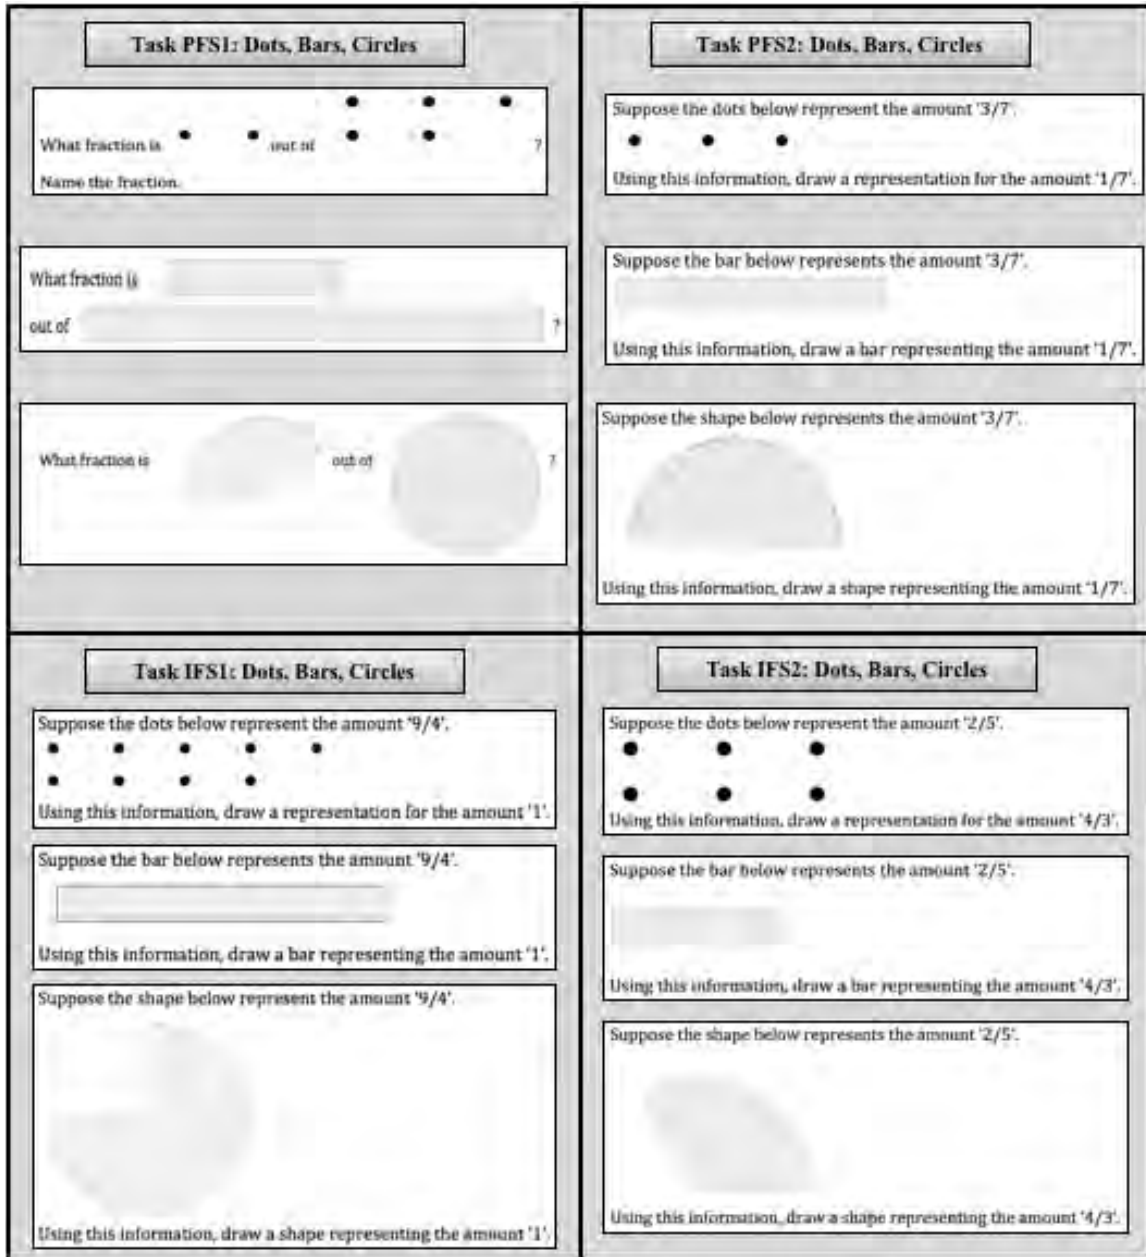 Task PFS1: Dots, Bars, Circles
What fraction is out of ?
Name the fraction.
What fraction is
out of ?
What fraction is out of ?
Task PFS2: Dots, Bars, Circles
Suppose the dots below represent the amount '3/7'.
Using this information, draw a representation for the amount '1/7'.
Suppose the bar below represents the amount '3/7'.
Using this information, draw a bar representing the amount '1/7'.
Suppose the shape below represents the amount '3/7'.
Using this information, draw a shape representing the amount '1/7'.
Task IFS1: Dots, Bars, Circles
Suppose the dots below represent the amount '9/4'.
Using this information, draw a representation for the amount '1'.
Suppose the bar below represents the amount '9/4'.
Using this information, draw a bar representing the amount '1'.
Suppose the shape below represent the amount '9/4'.
Using this information, draw a shape representing the amount '1'.
Task IFS2: Dots, Bars, Circles
Suppose the dots below represent the amount '2/5'.
Using this information, draw a representation for the amount '4/3'.
Suppose the bar below represents the amount '2/5'.
Using this information, draw a bar representing the amount '4/3'.
Suppose the shape below represents the amount '2/5'.
Using this information, draw a shape representing the amount '4/3'.